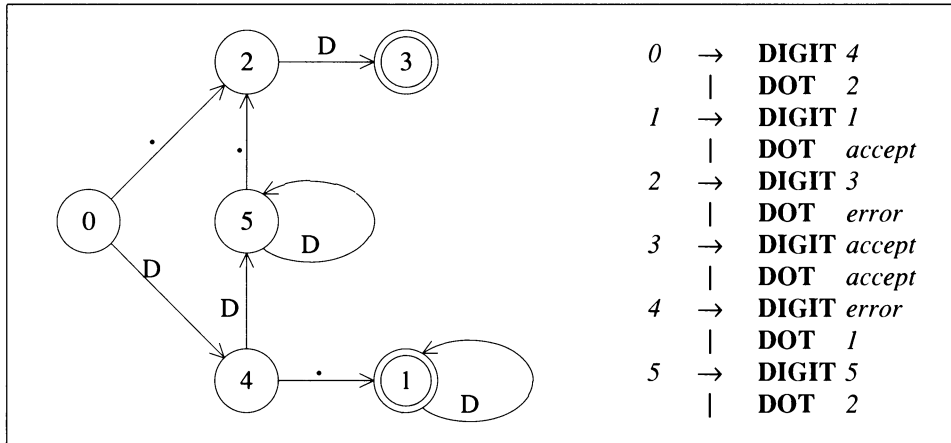 2
D
3
.
.
0
5
D
D
D
4
.
1
D
0 → DIGIT 4
| DOT 2
1 → DIGIT 1
| DOT accept
2 → DIGIT 3
| DOT error
3 → DIGIT accept
| DOT accept
4 → DIGIT error
| DOT 1
5 → DIGIT 5
| DOT 2